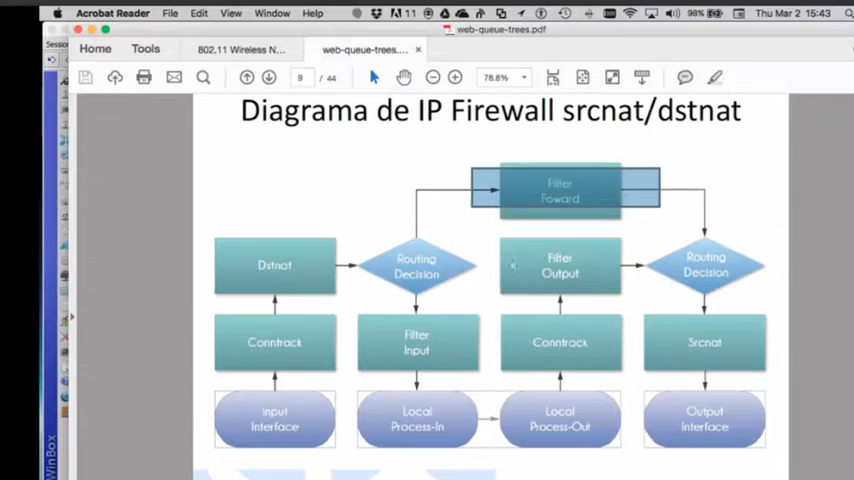 Acrobat Reader File Edit View Window Help
11
98%
Thu Mar 2 15:43
web-queue-trees.pdf
Home Tools 802.11 Wireless N... web-queue-trees.... ×
9 / 44
78.8%
Diagrama de IP Firewall srcnat/dstnat
Filter
Foward
Dstnat
Routing
Decision
Filter
Output
Routing
Decision
Conntrack
Filter
Input
Conntrack
Srcnat
Input
Interface
Local
Process-In
Local
Process-Out
Output
Interface
WinBox